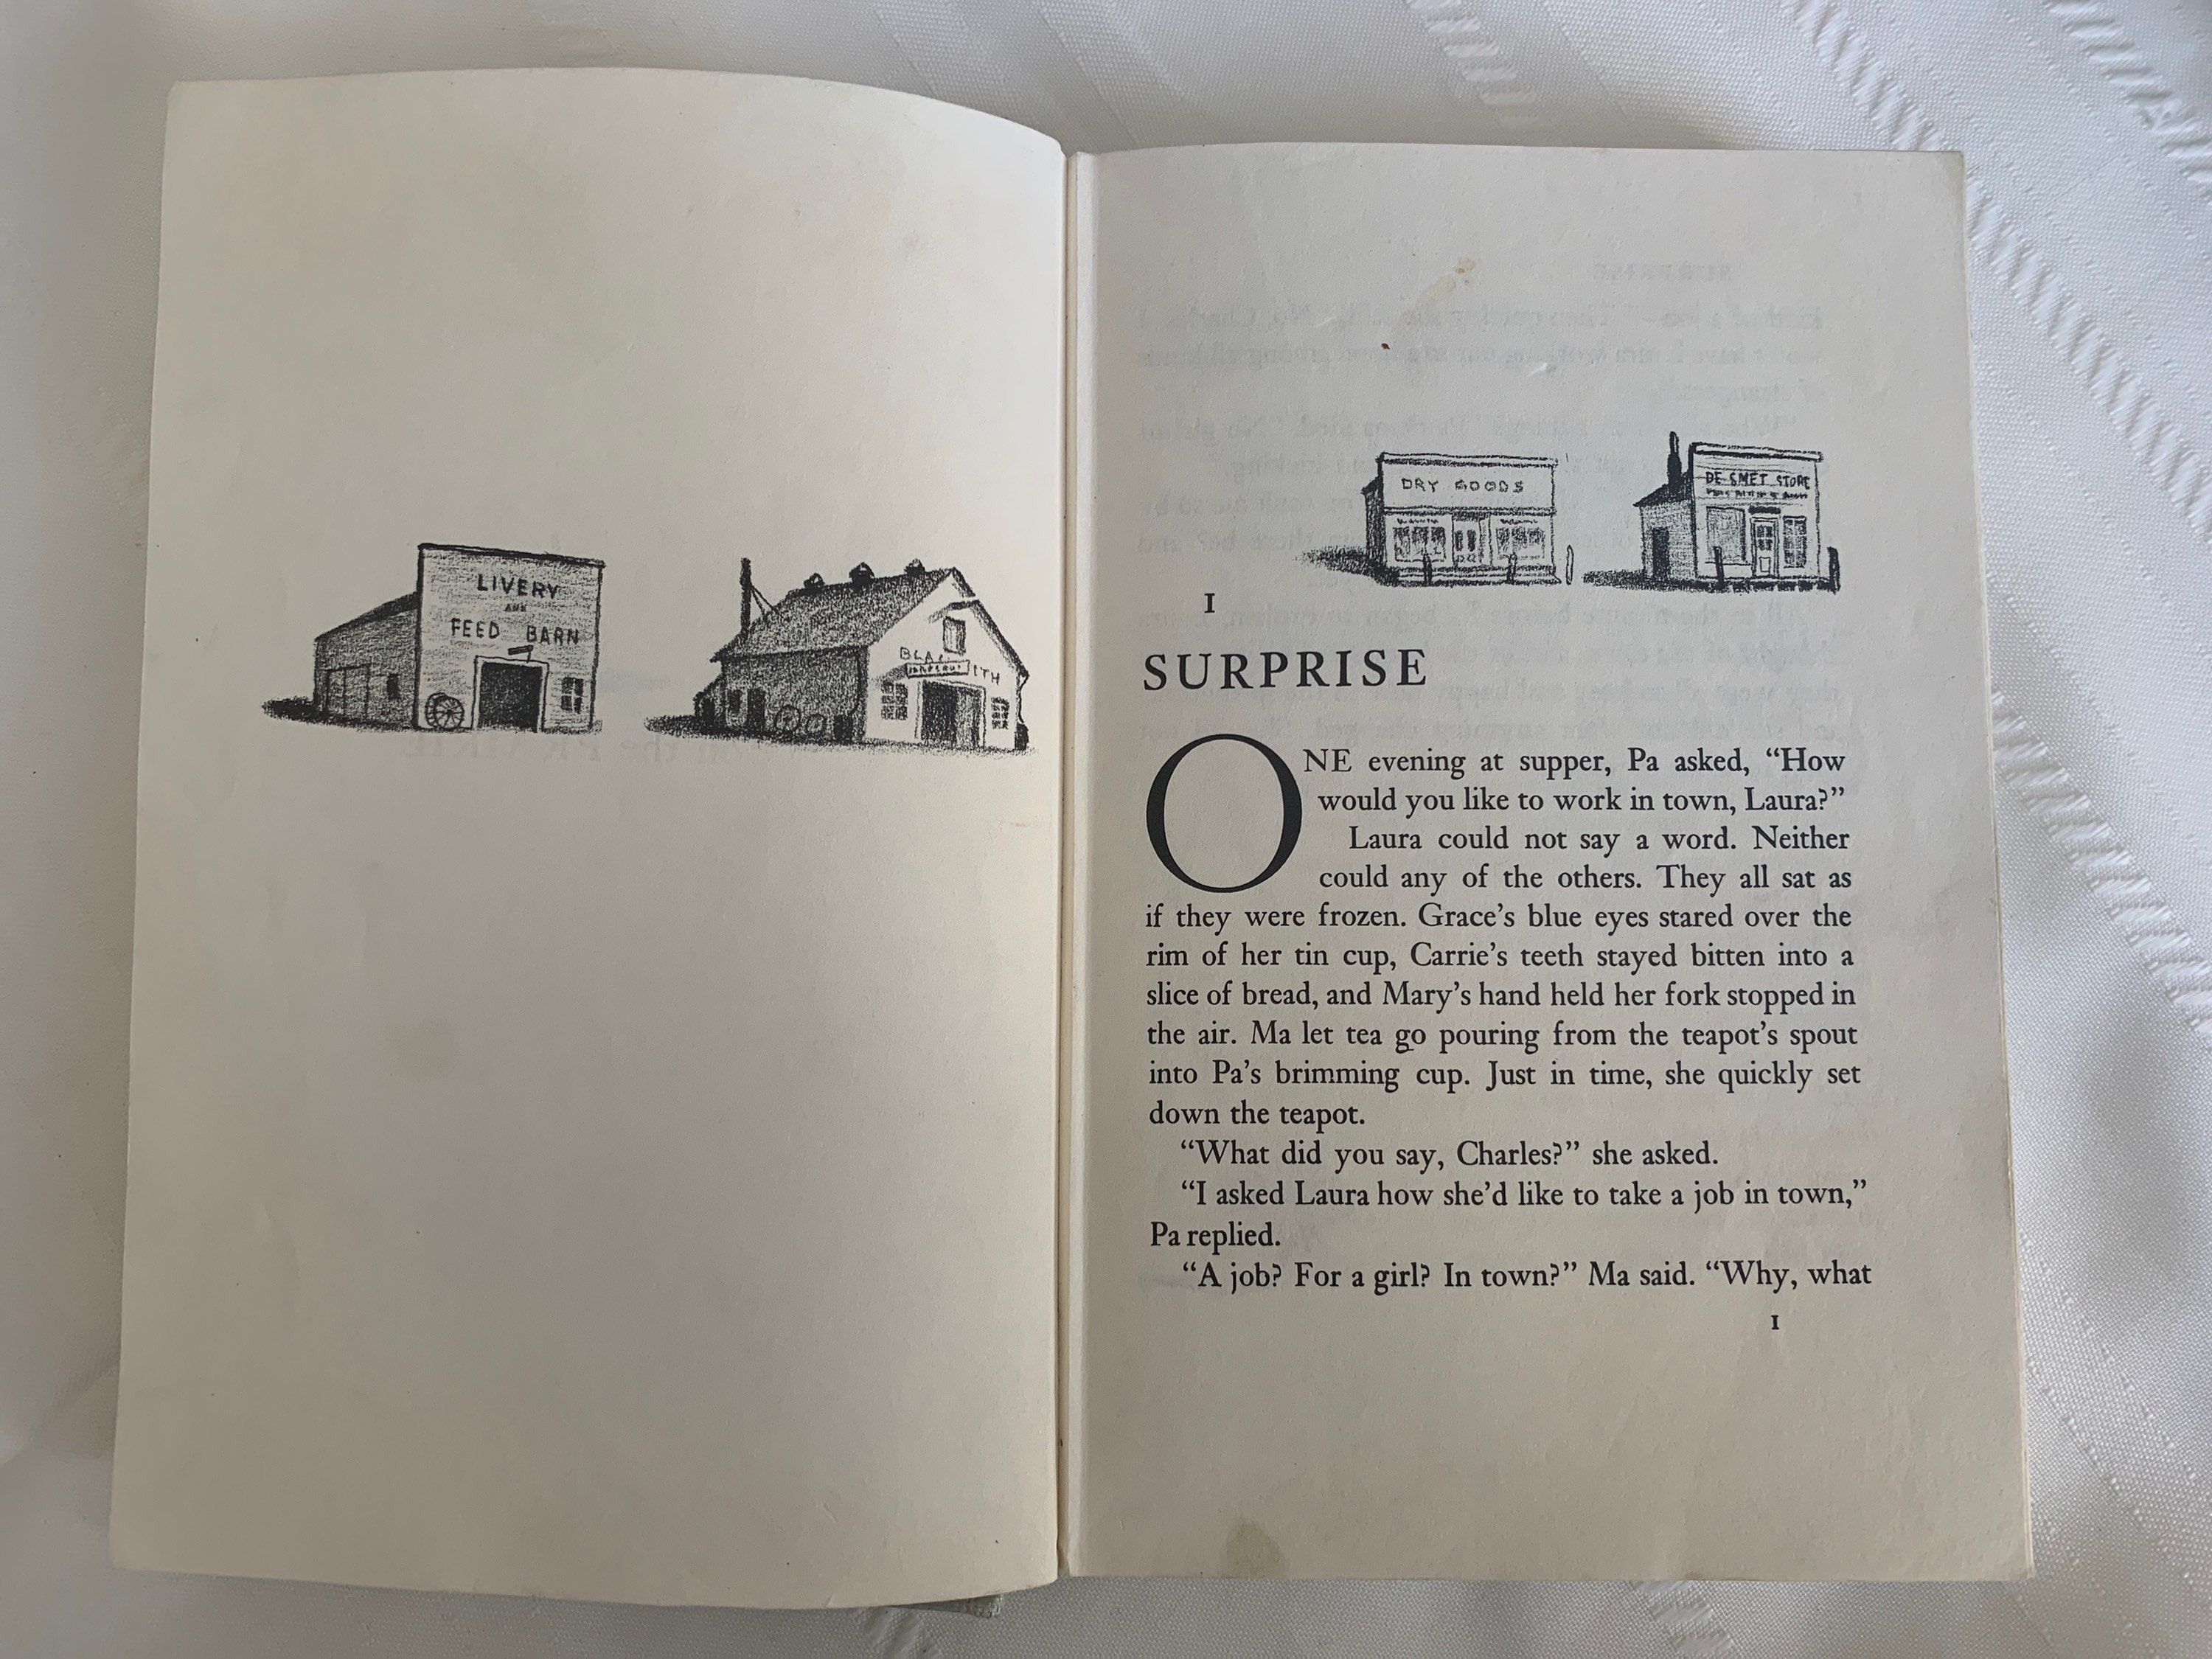 LIVERY
AND
FEED BARN
BLA ITH
DRY GOODS
DE SMET STORE
I
SURPRISE
ONE evening at supper, Pa asked, “How
would you like to work in town, Laura?”
Laura could not say a word. Neither
could any of the others. They all sat as
if they were frozen. Grace’s blue eyes stared over the
rim of her tin cup, Carrie’s teeth stayed bitten into a
slice of bread, and Mary’s hand held her fork stopped in
the air. Ma let tea go pouring from the teapot’s spout
into Pa’s brimming cup. Just in time, she quickly set
down the teapot.
“What did you say, Charles?” she asked.
“I asked Laura how she’d like to take a job in town,”
Pa replied.
“A job? For a girl? In town?” Ma said. “Why, what
I